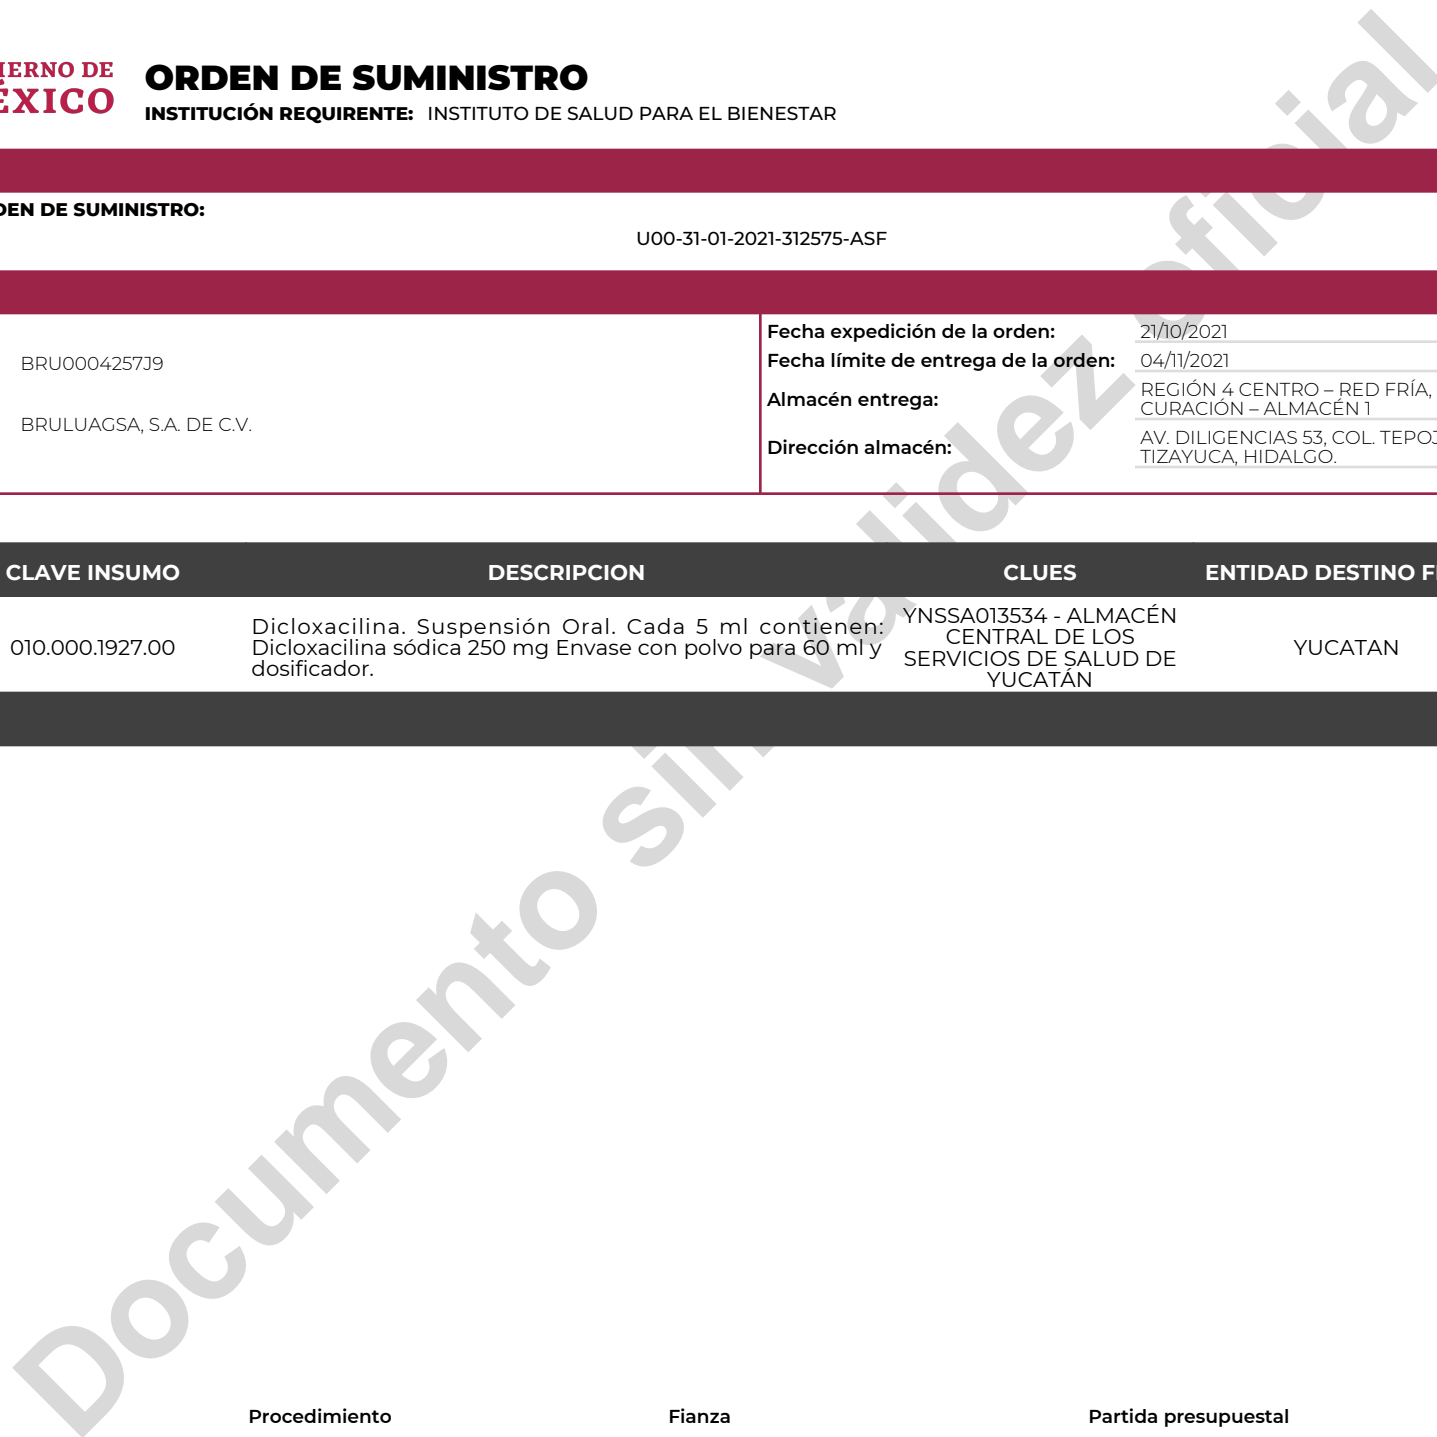 IERNO DE
ÉXICO
ORDEN DE SUMINISTRO
INSTITUCIÓN REQUIRENTE: INSTITUTO DE SALUD PARA EL BIENESTAR
DEN DE SUMINISTRO:
U00-31-01-2021-312575-ASF
BRU0004257J9
BRULUAGSA, S.A. DE C.V.
Fecha expedición de la orden: 21/10/2021
Fecha límite de entrega de la orden: 04/11/2021
Almacén entrega: REGIÓN 4 CENTRO – RED FRÍA,
CURACIÓN – ALMACÉN 1
Dirección almacén: AV. DILIGENCIAS 53, COL. TEPOJ
TIZAYUCA, HIDALGO.
CLAVE INSUMO DESCRIPCION CLUES ENTIDAD DESTINO F
010.000.1927.00
Dicloxacilina. Suspensión Oral. Cada 5 ml contienen:
Dicloxacilina sódica 250 mg Envase con polvo para 60 ml y
dosificador.
YNSSA013534 - ALMACÉN
CENTRAL DE LOS
SERVICIOS DE SALUD DE
YUCATÁN
YUCATAN
Documento sin validez oficial
Procedimiento Fianza Partida presupuestal